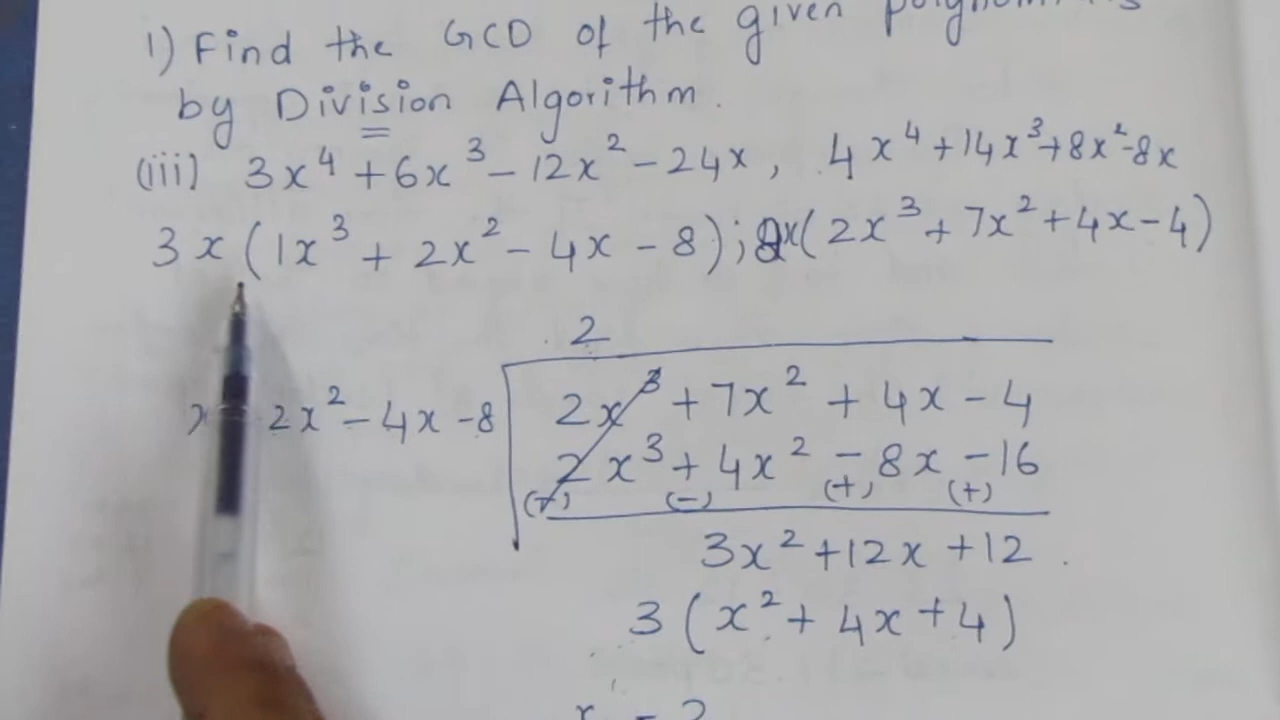 1) Find the GCD of the given
by Division Algorithm.
(iii) 3x⁴ + 6x³ - 12x² - 24x, 4x⁴ + 14x³ + 8x² - 8x
3x (1x³ + 2x² - 4x - 8) ; 2x (2x³ + 7x² + 4x - 4)
2
2x² - 4x - 8 2x³ + 7x² + 4x - 4
2x³ + 4x² - 8x - 16
(-) (-) (+) (+)
3x² + 12x + 12
3 (x² + 4x + 4)